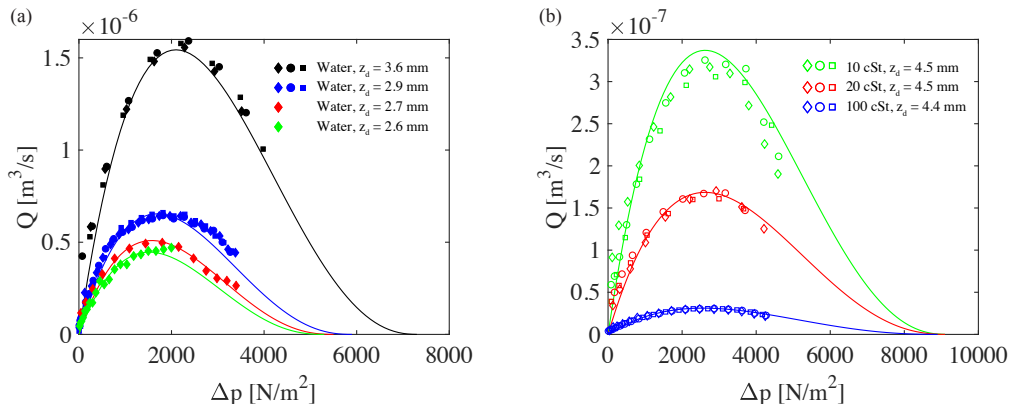 (a)
×10⁻⁶
Q [m³/s]
1.5
1
0.5
0
0
2000
4000
6000
8000
Δp [N/m²]
Water, z_d = 3.6 mm
Water, z_d = 2.9 mm
Water, z_d = 2.7 mm
Water, z_d = 2.6 mm
(b)
×10⁻⁷
Q [m³/s]
3.5
3
2.5
2
1.5
1
0.5
0
0
2000
4000
6000
8000
10000
Δp [N/m²]
10 cSt, z_d = 4.5 mm
20 cSt, z_d = 4.5 mm
100 cSt, z_d = 4.4 mm